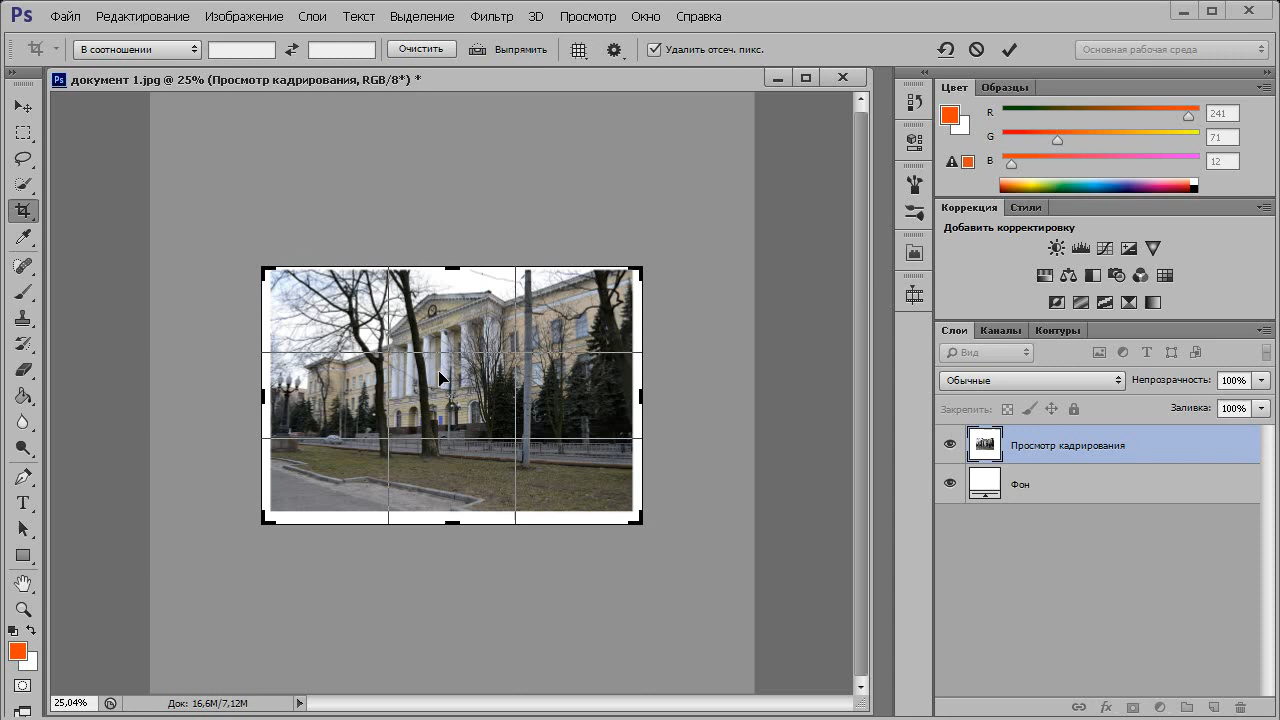 Ps Файл Редактирование Изображение Слои Текст Выделение Фильтр 3D Просмотр Окно Справка
В соотношении Очистить Выпрямить Удалить отсеч. пикс. Основная рабочая среда
Ps документ 1.jpg @ 25% (Просмотр кадрирования, RGB/8*) *
Цвет Образцы
R 241
G 71
B 12
Коррекция Стили
Добавить корректировку
Слои Каналы Контуры
Вид
Обычные Непрозрачность: 100%
Закрепить: Заливка: 100%
Просмотр кадрирования
Фон
25,04% Док: 16,6M/7,12M